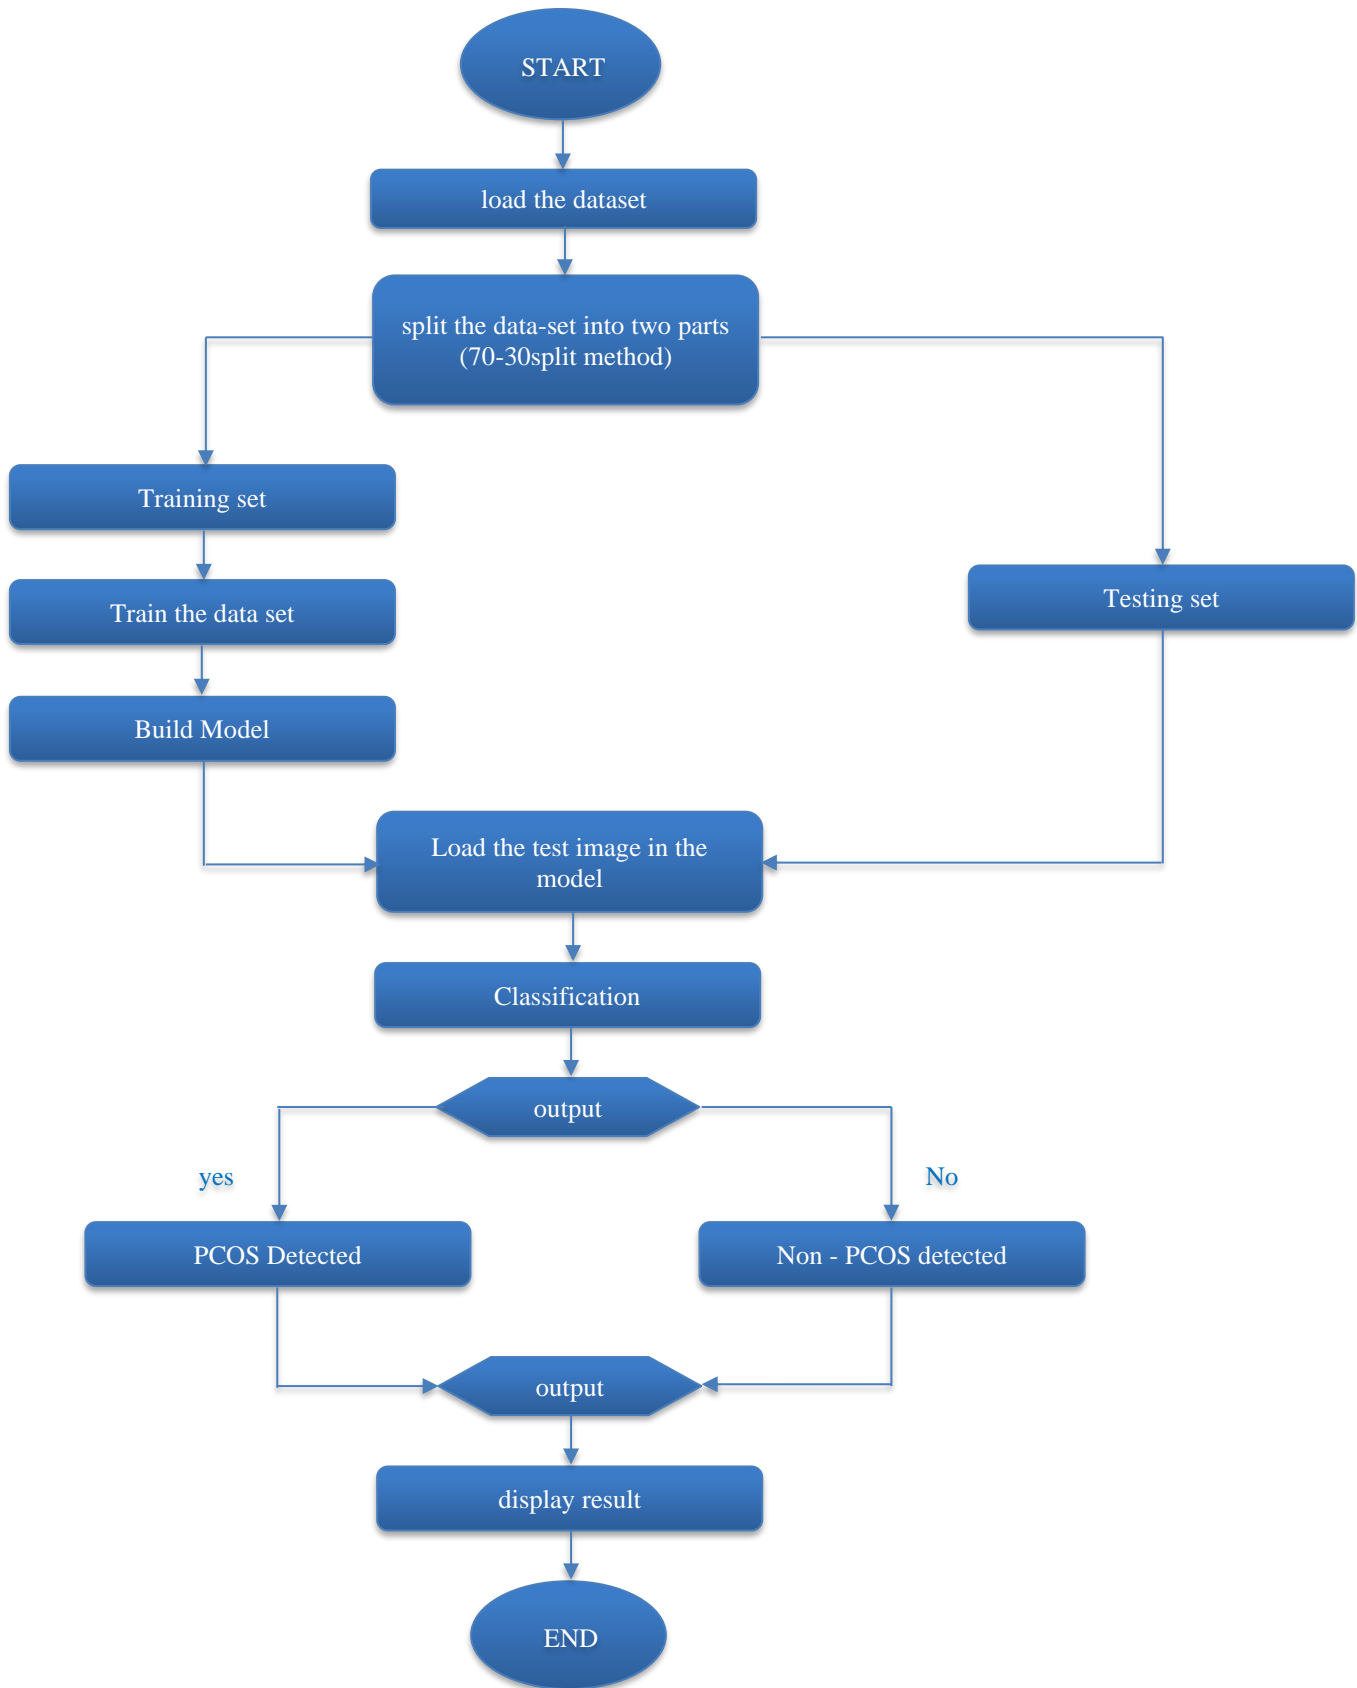 START
load the dataset
split the data-set into two parts
(70-30split method)
Training set
Train the data set
Testing set
Build Model
Load the test image in the
model
Classification
output
yes
No
PCOS Detected
Non - PCOS detected
output
display result
END